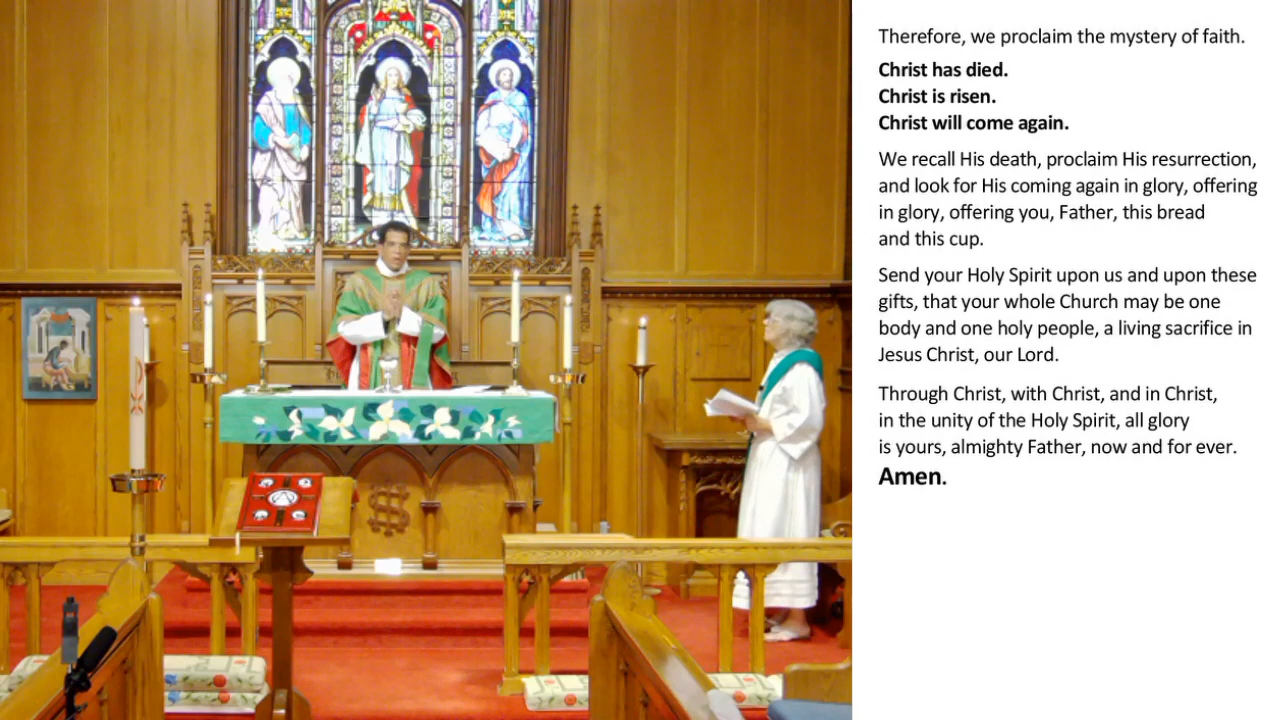 Therefore, we proclaim the mystery of faith.
Christ has died.
Christ is risen.
Christ will come again.
We recall His death, proclaim His resurrection,
and look for His coming again in glory, offering
in glory, offering you, Father, this bread
and this cup.
Send your Holy Spirit upon us and upon these
gifts, that your whole Church may be one
body and one holy people, a living sacrifice in
Jesus Christ, our Lord.
Through Christ, with Christ, and in Christ,
in the unity of the Holy Spirit, all glory
is yours, almighty Father, now and for ever.
Amen.